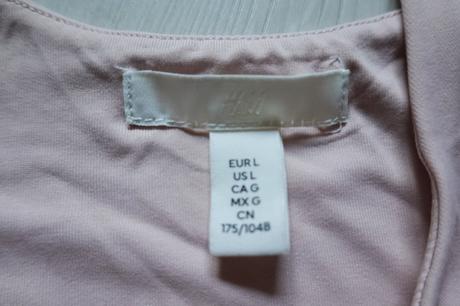 H&M
EUR L
US L
CA G
MX G
CN
175/104B